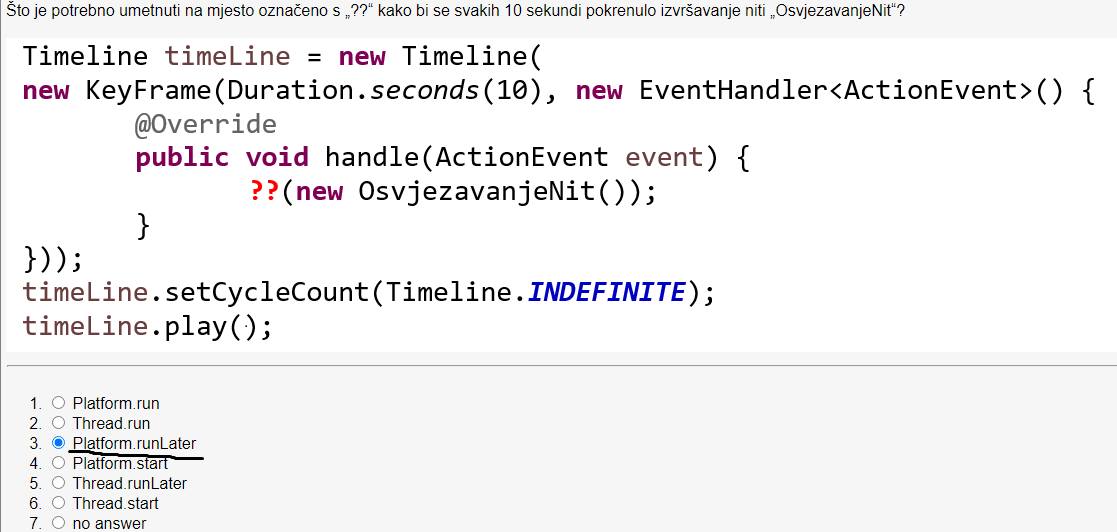 Što je potrebno umetnuti na mjesto označeno s „??“ kako bi se svakih 10 sekundi pokrenulo izvršavanje niti „OsvjezavanjeNit“?
Timeline timeLine = new Timeline(
new KeyFrame(Duration.seconds(10), new EventHandler<ActionEvent>() {
@Override
public void handle(ActionEvent event) {
??(new OsvjezavanjeNit());
}
}));
timeLine.setCycleCount(Timeline.INDEFINITE);
timeLine.play();
1. Platform.run
2. Thread.run
3. Platform.runLater
4. Platform.start
5. Thread.runLater
6. Thread.start
7. no answer